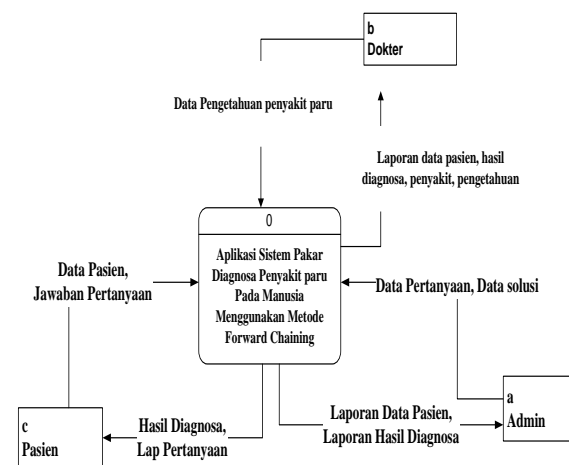 b
Dokter
Data Pengetahuan penyakit paru
Laporan data pasien, hasil
diagnosa, penyakit, pengetahuan
0
Aplikasi Sistem Pakar
Diagnosa Penyakit paru
Pada Manusia
Menggunakan Metode
Forward Chaining
Data Pasien,
Jawaban Pertanyaan
Data Pertanyaan, Data solusi
c
Pasien
Hasil Diagnosa,
Lap Pertanyaan
Laporan Data Pasien,
Laporan Hasil Diagnosa
a
Admin